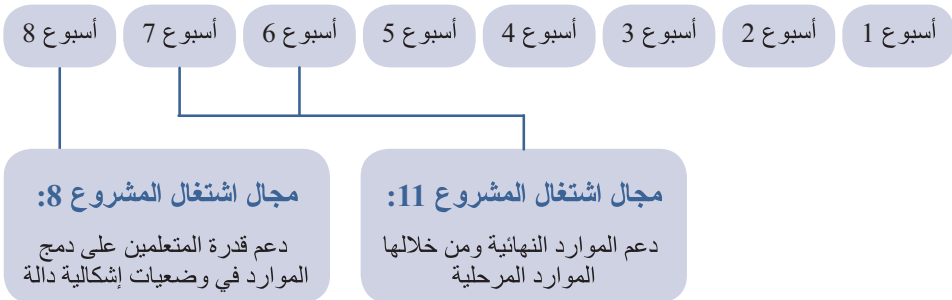 أسبوع 1
أسبوع 2
أسبوع 3
أسبوع 4
أسبوع 5
أسبوع 6
أسبوع 7
أسبوع 8
مجال اشتغال المشروع 11:
دعم الموارد النهائية ومن خلالها
الموارد المرحلية
مجال اشتغال المشروع 8:
دعم قدرة المتعلمين على دمج
الموارد في وضعيات إشكالية دالة